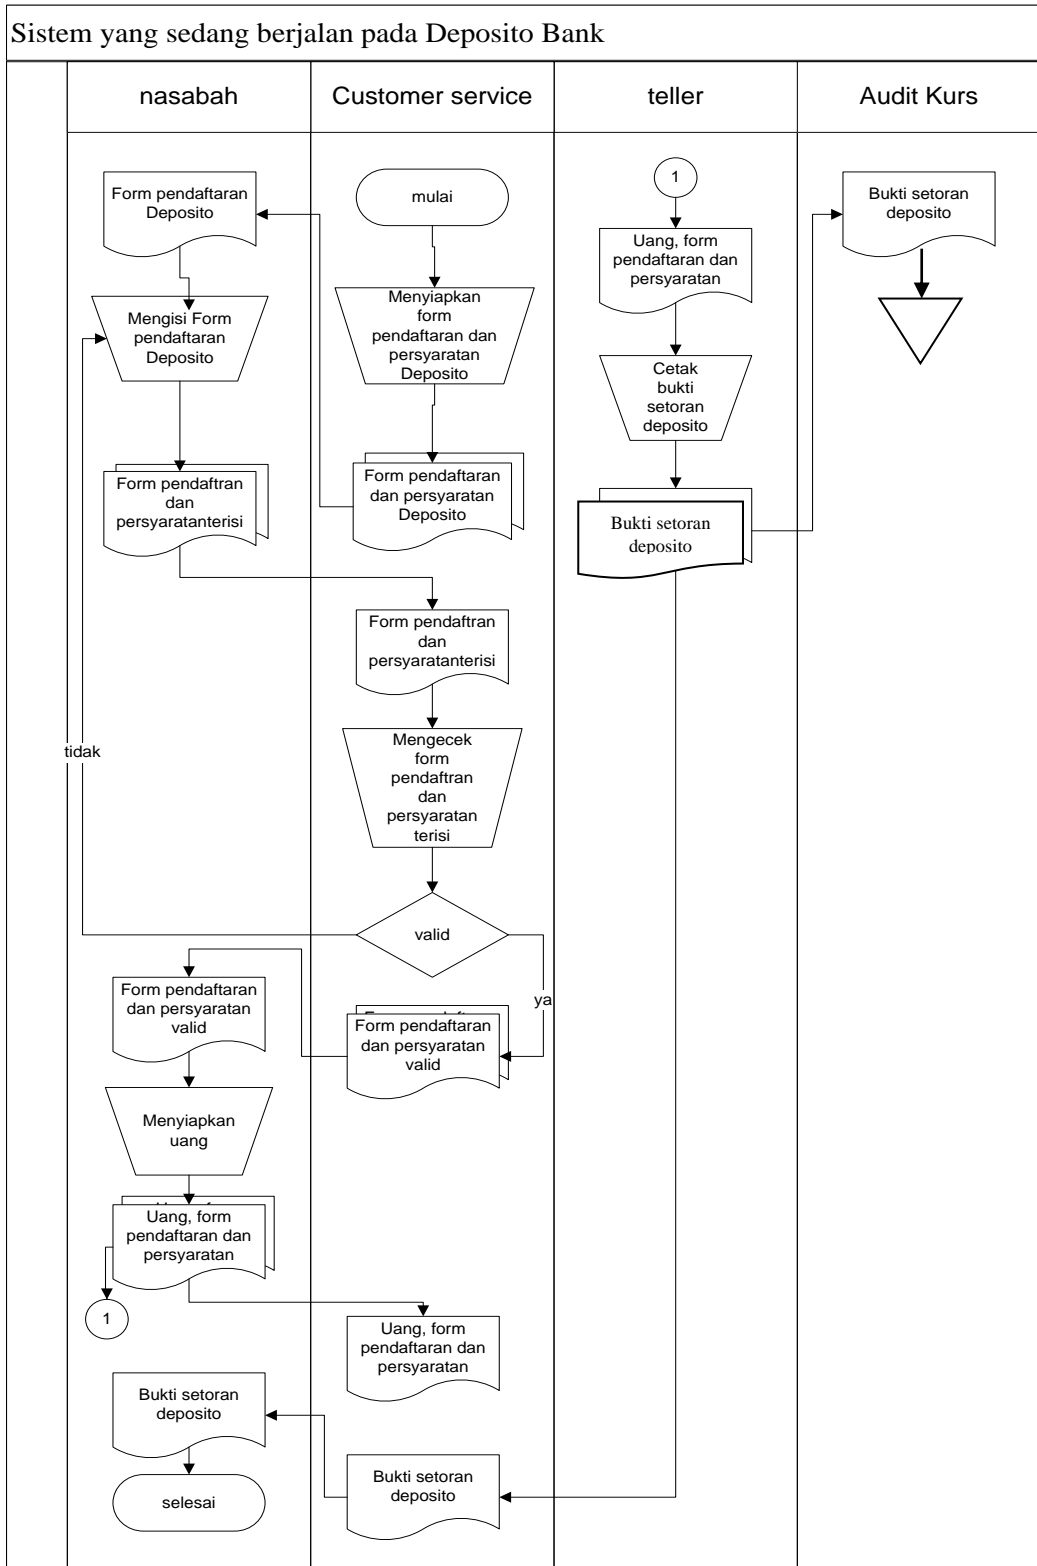 Sistem yang sedang berjalan pada Deposito Bank
nasabah
Customer service
teller
Audit Kurs
Form pendaftaran
Deposito
Mengisi Form
pendaftaran
Deposito
Form pendaftran
dan
persyaratanterisi
tidak
Form pendaftaran
dan persyaratan
valid
Menyiapkan
uang
Uang, form
pendaftaran dan
persyaratan
1
Bukti setoran
deposito
selesai
mulai
Menyiapkan
form
pendaftaran dan
persyaratan
Deposito
Form pendaftaran
dan persyaratan
Deposito
Form pendaftran
dan
persyaratanterisi
Mengecek
form
pendaftran
dan
persyaratan
terisi
valid
ya
Form pendaftaran
dan persyaratan
valid
Uang, form
pendaftaran dan
persyaratan
Bukti setoran
deposito
1
Uang, form
pendaftaran dan
persyaratan
Cetak
bukti
setoran
deposito
Bukti setoran
deposito
Bukti setoran
deposito